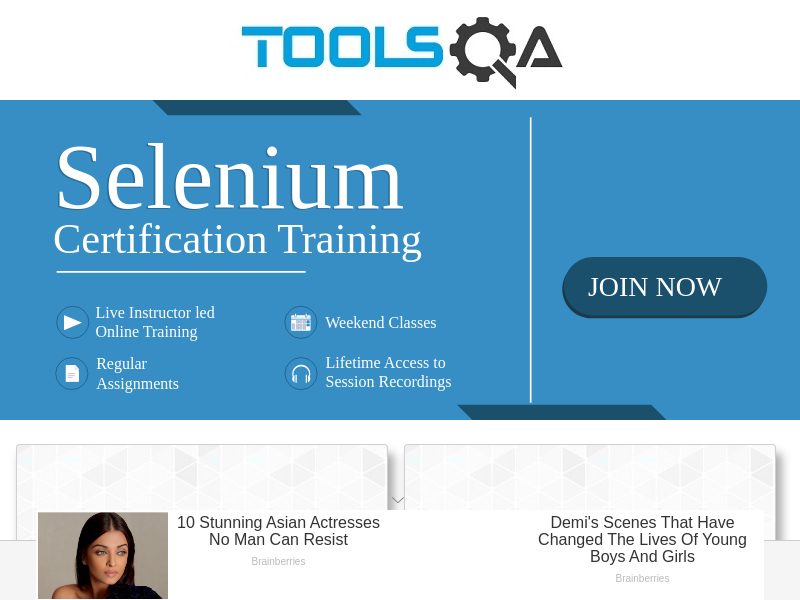 TOOLSQA
Selenium
Certification Training
JOIN NOW
Live Instructor led
Online Training
Weekend Classes
Regular
Assignments
Lifetime Access to
Session Recordings
10 Stunning Asian Actresses
No Man Can Resist
Brainberries
Demi's Scenes That Have
Changed The Lives Of Young
Boys And Girls
Brainberries